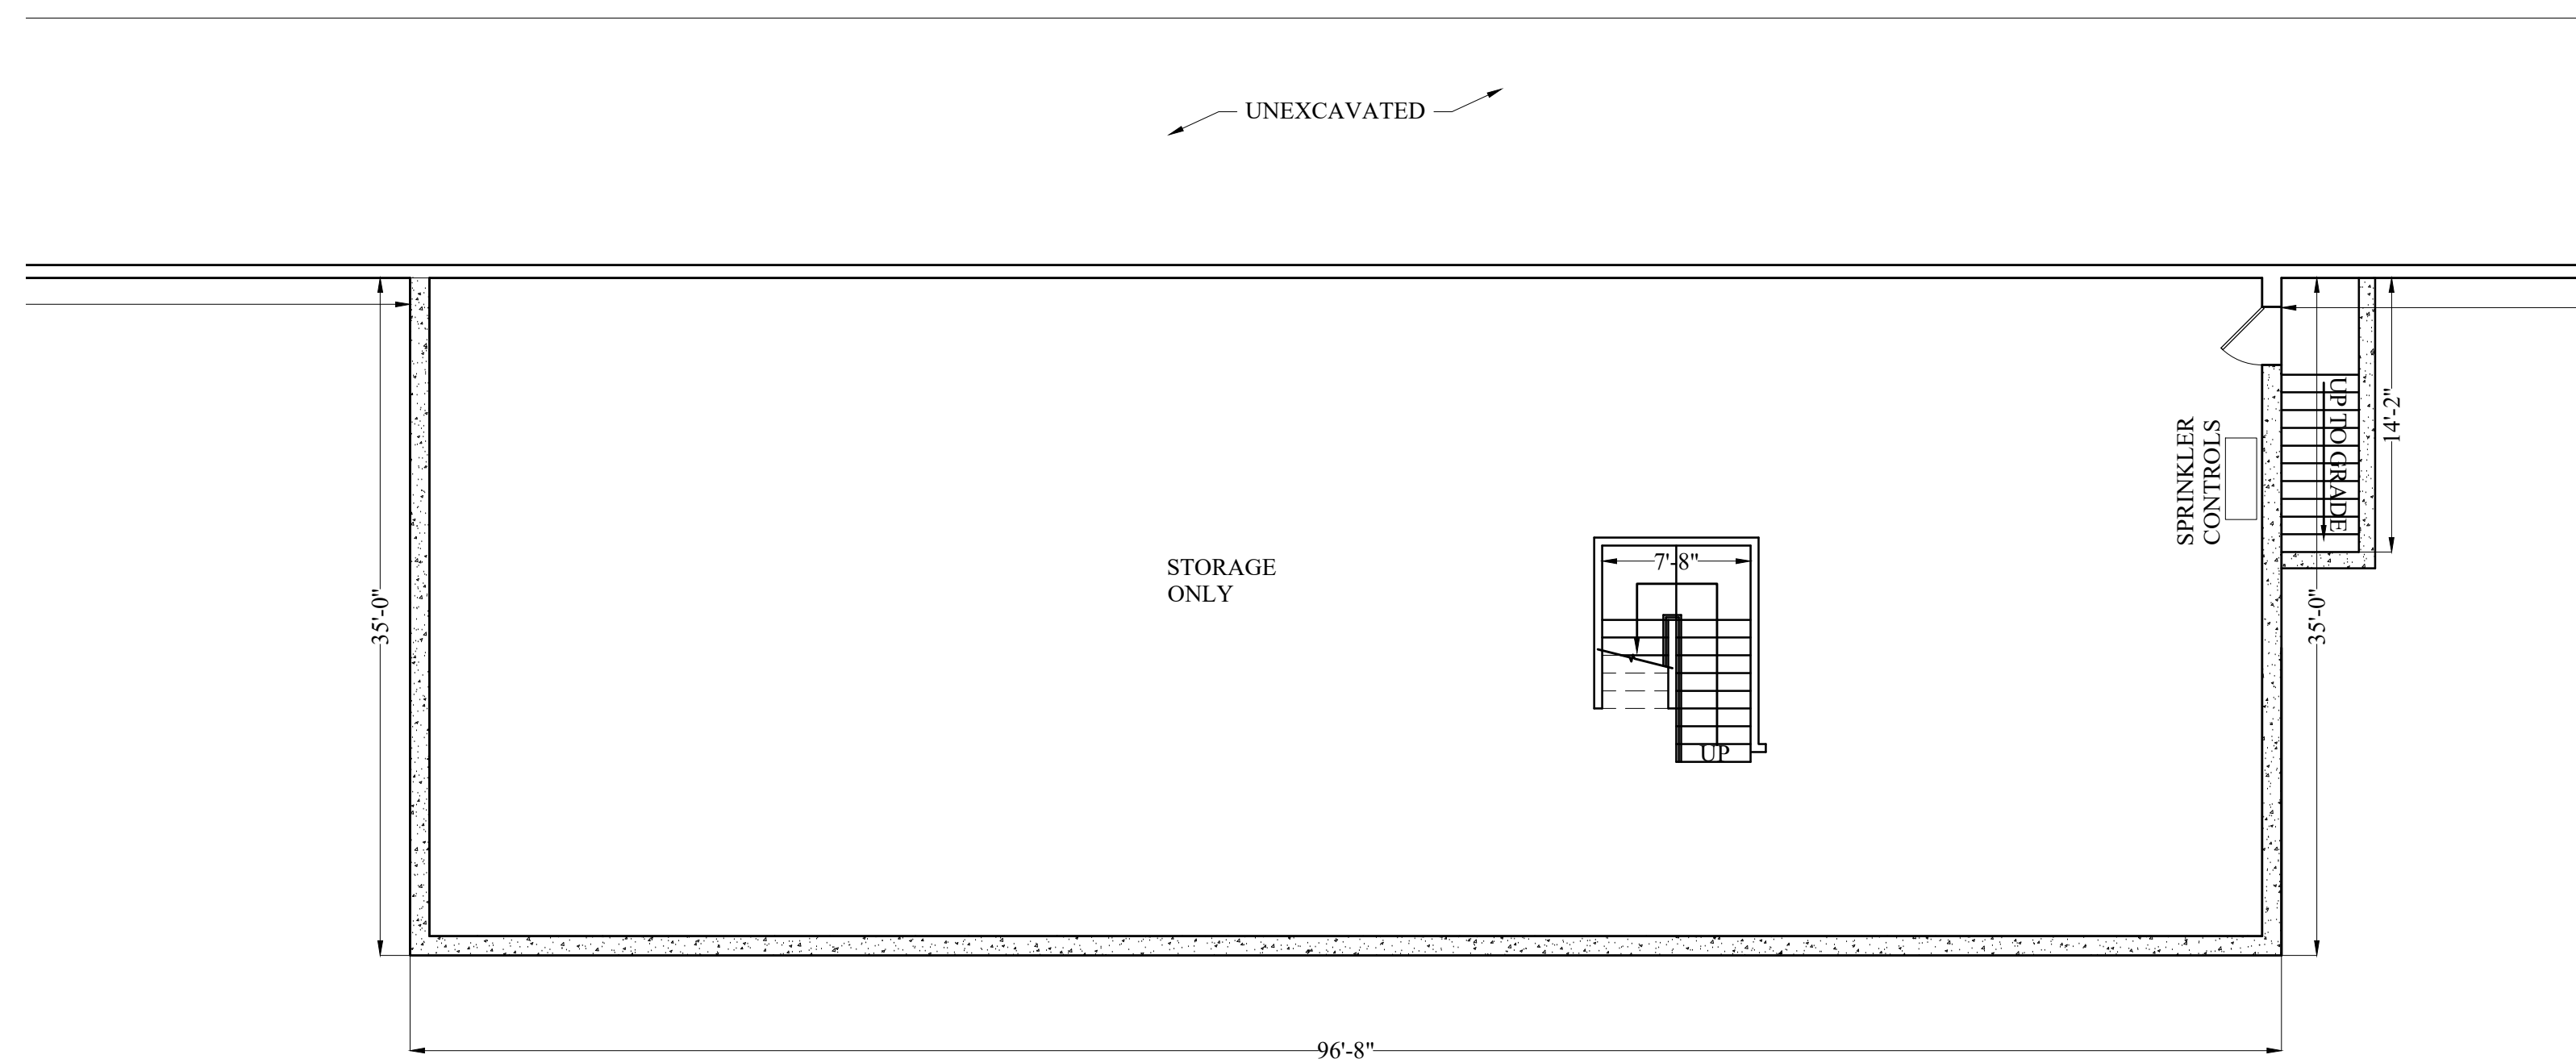 UNEXCAVATED
14'-2"
UP TO GRADE
SPRINKLER
CONTROLS
7'-8"
STORAGE
ONLY
35'-0"
35'-0"
UP
96'-8"